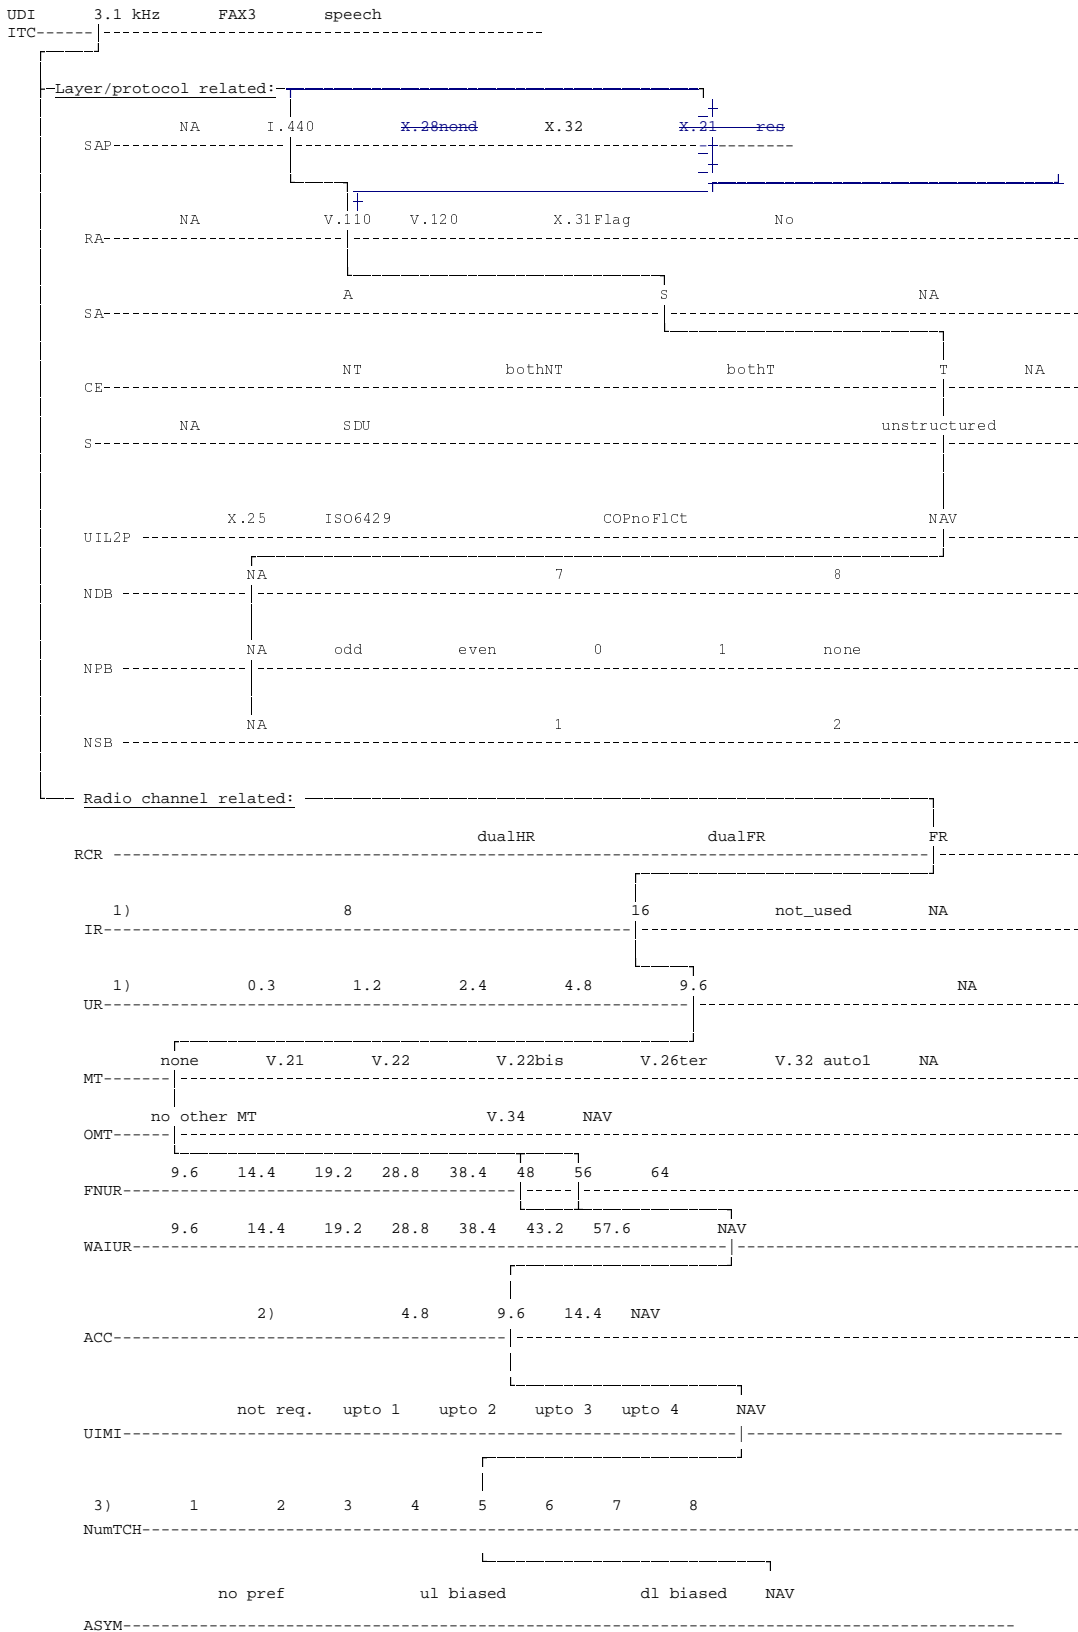 UDI 3.1 kHz FAX3 speech
ITC
Layer/protocol related:
NA I.440 X.28nond X.32 X.21 res
SAP
NA V.110 V.120 X.31Flag No
RA
A S NA
SA
NT bothNT bothT T NA
CE
NA SDU unstructured
S
X.25 ISO6429 COPnoFlCt NAV
UIL2P
NA 7 8
NDB
NA odd even 0 1 none
NPB
NA 1 2
NSB
Radio channel related:
dualHR dualFR FR
RCR
1) 8 16 not_used NA
IR
1) 0.3 1.2 2.4 4.8 9.6 NA
UR
none V.21 V.22 V.22bis V.26ter V.32 auto1 NA
MT
no other MT V.34 NAV
OMT
9.6 14.4 19.2 28.8 38.4 48 56 64
FNUR
9.6 14.4 19.2 28.8 38.4 43.2 57.6 NAV
WAIUR
2) 4.8 9.6 14.4 NAV
ACC
not req. upto 1 upto 2 upto 3 upto 4 NAV
UIMI
3) 1 2 3 4 5 6 7 8
NumTCH
no pref ul biased dl biased NAV
ASYM